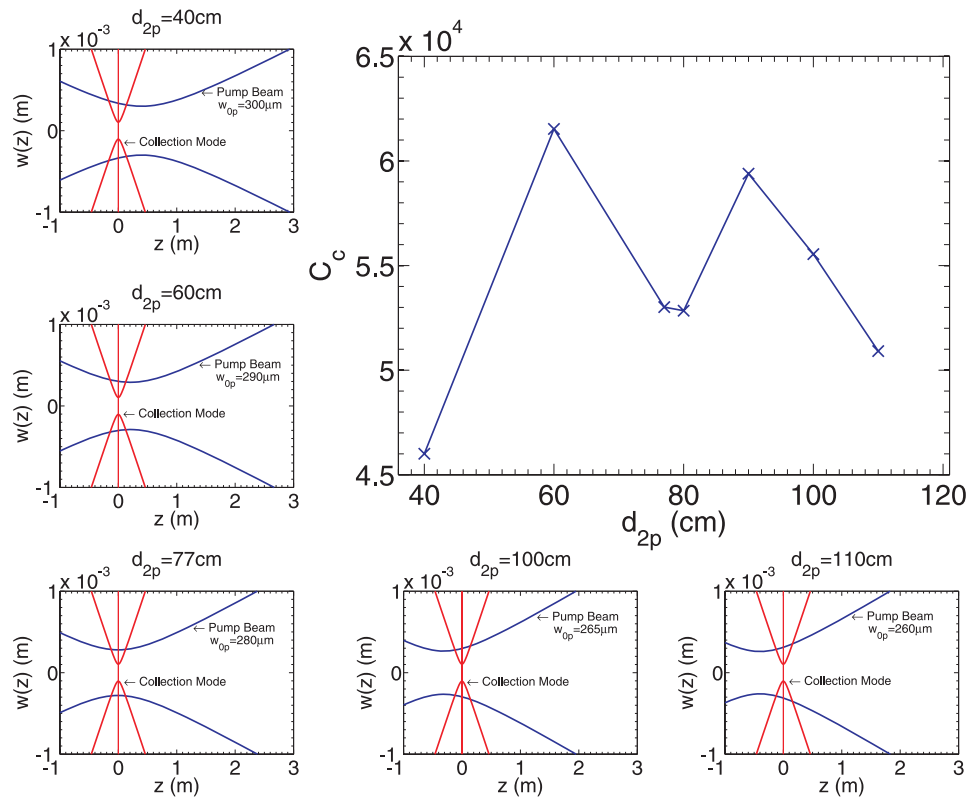 d2p=40cm
x 10^-3
1
0
-1
w(z) (m)
← Pump Beam
w0p=300μm
← Collection Mode
-1 0 1 2 3
z (m)
d2p=60cm
x 10^-3
1
0
-1
w(z) (m)
← Pump Beam
w0p=290μm
← Collection Mode
-1 0 1 2 3
z (m)
x 10^4
6.5
6
5.5
5
4.5
Cc
40 60 80 100 120
d2p (cm)
d2p=77cm
x 10^-3
1
0
-1
w(z) (m)
← Pump Beam
w0p=280μm
← Collection Mode
-1 0 1 2 3
z (m)
d2p=100cm
x 10^-3
1
0
-1
w(z) (m)
← Pump Beam
w0p=265μm
← Collection Mode
-1 0 1 2 3
z (m)
d2p=110cm
x 10^-3
1
0
-1
w(z) (m)
← Pump Beam
w0p=260μm
← Collection Mode
-1 0 1 2 3
z (m)